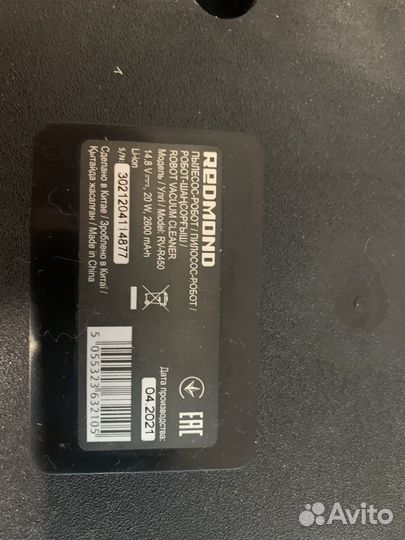 REDMOND
ПЫЛЕСОС-РОБОТ / ПИЛОСОС-РОБОТ /
РОБОТ-ШАҢСОРҒЫШ /
ROBOT VACUUM CLEANER
Модель / Үлгі / Model: RV-R450
14,8 V⎓, 20 W, 2600 mA·h
Li-Ion
S/N: 3021204114877
Сделано в Китае / Зроблено в Китаї /
Қытайда жасалған / Made in China
5 055323 632105
Дата производства:
04.2021
EAC
Avito